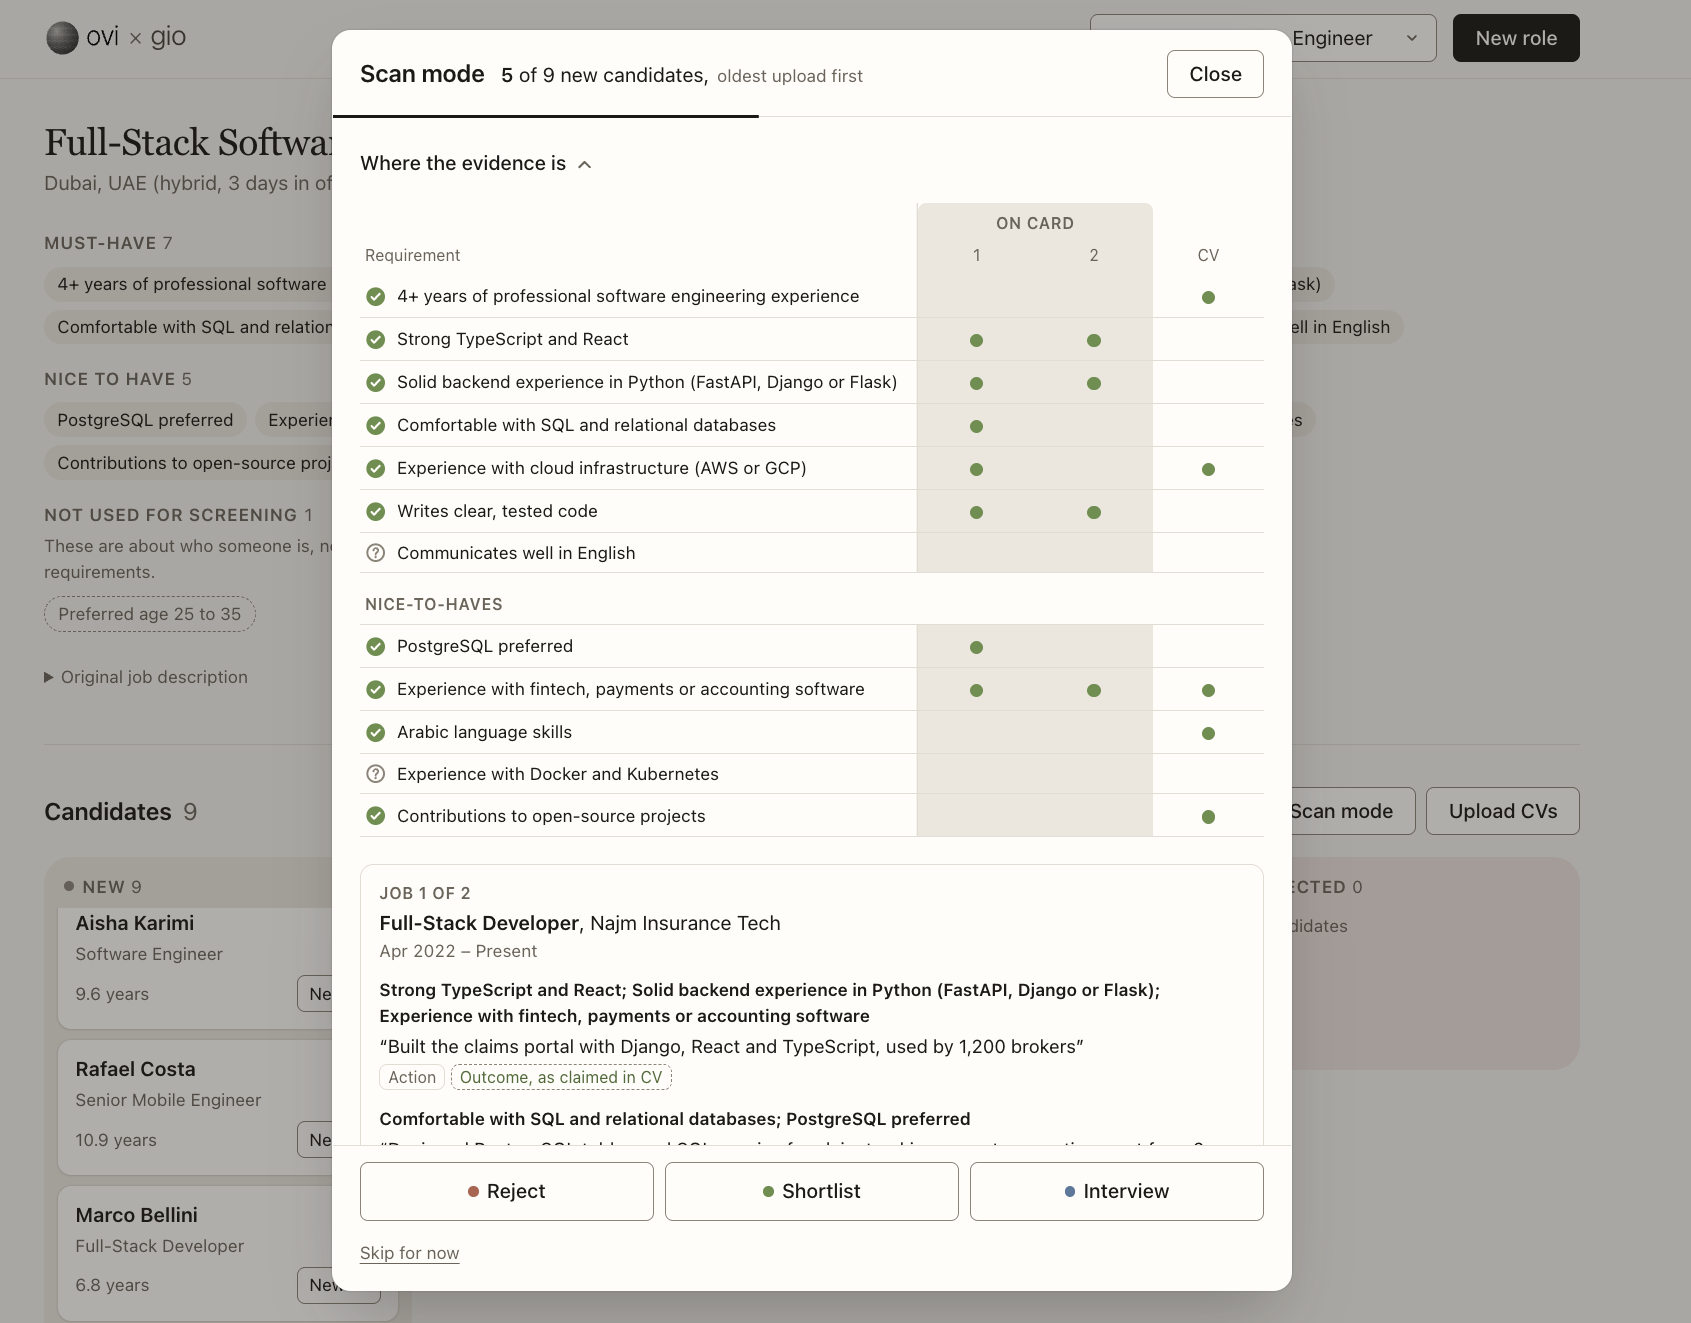 ovi × gio
Engineer
New role
Scan mode 5 of 9 new candidates, oldest upload first
Close
Full-Stack Softwa
Dubai, UAE (hybrid, 3 days in of
MUST-HAVE 7
4+ years of professional software
Comfortable with SQL and relation
ask)
ell in English
NICE TO HAVE 5
PostgreSQL preferred
Experie
Contributions to open-source proj
NOT USED FOR SCREENING 1
These are about who someone is, n
requirements.
Preferred age 25 to 35
Original job description
Candidates 9
Scan mode
Upload CVs
NEW 9
Aisha Karimi
Software Engineer
9.6 years
Ne
Rafael Costa
Senior Mobile Engineer
10.9 years
Ne
Marco Bellini
Full-Stack Developer
6.8 years
New
ECTED 0
didates
Where the evidence is
ON CARD
Requirement 1 2 CV
4+ years of professional software engineering experience
Strong TypeScript and React
Solid backend experience in Python (FastAPI, Django or Flask)
Comfortable with SQL and relational databases
Experience with cloud infrastructure (AWS or GCP)
Writes clear, tested code
Communicates well in English
NICE-TO-HAVES
PostgreSQL preferred
Experience with fintech, payments or accounting software
Arabic language skills
Experience with Docker and Kubernetes
Contributions to open-source projects
JOB 1 OF 2
Full-Stack Developer, Najm Insurance Tech
Apr 2022 – Present
Strong TypeScript and React; Solid backend experience in Python (FastAPI, Django or Flask);
Experience with fintech, payments or accounting software
“Built the claims portal with Django, React and TypeScript, used by 1,200 brokers”
Action
Outcome, as claimed in CV
Comfortable with SQL and relational databases; PostgreSQL preferred
Reject
Shortlist
Interview
Skip for now